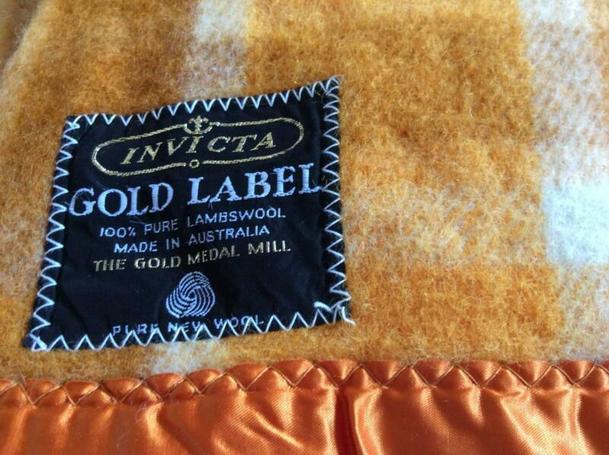 INVICTA
GOLD LABEL
100% PURE LAMBSWOOL
MADE IN AUSTRALIA
THE GOLD MEDAL MILL
PURE NEW WOOL